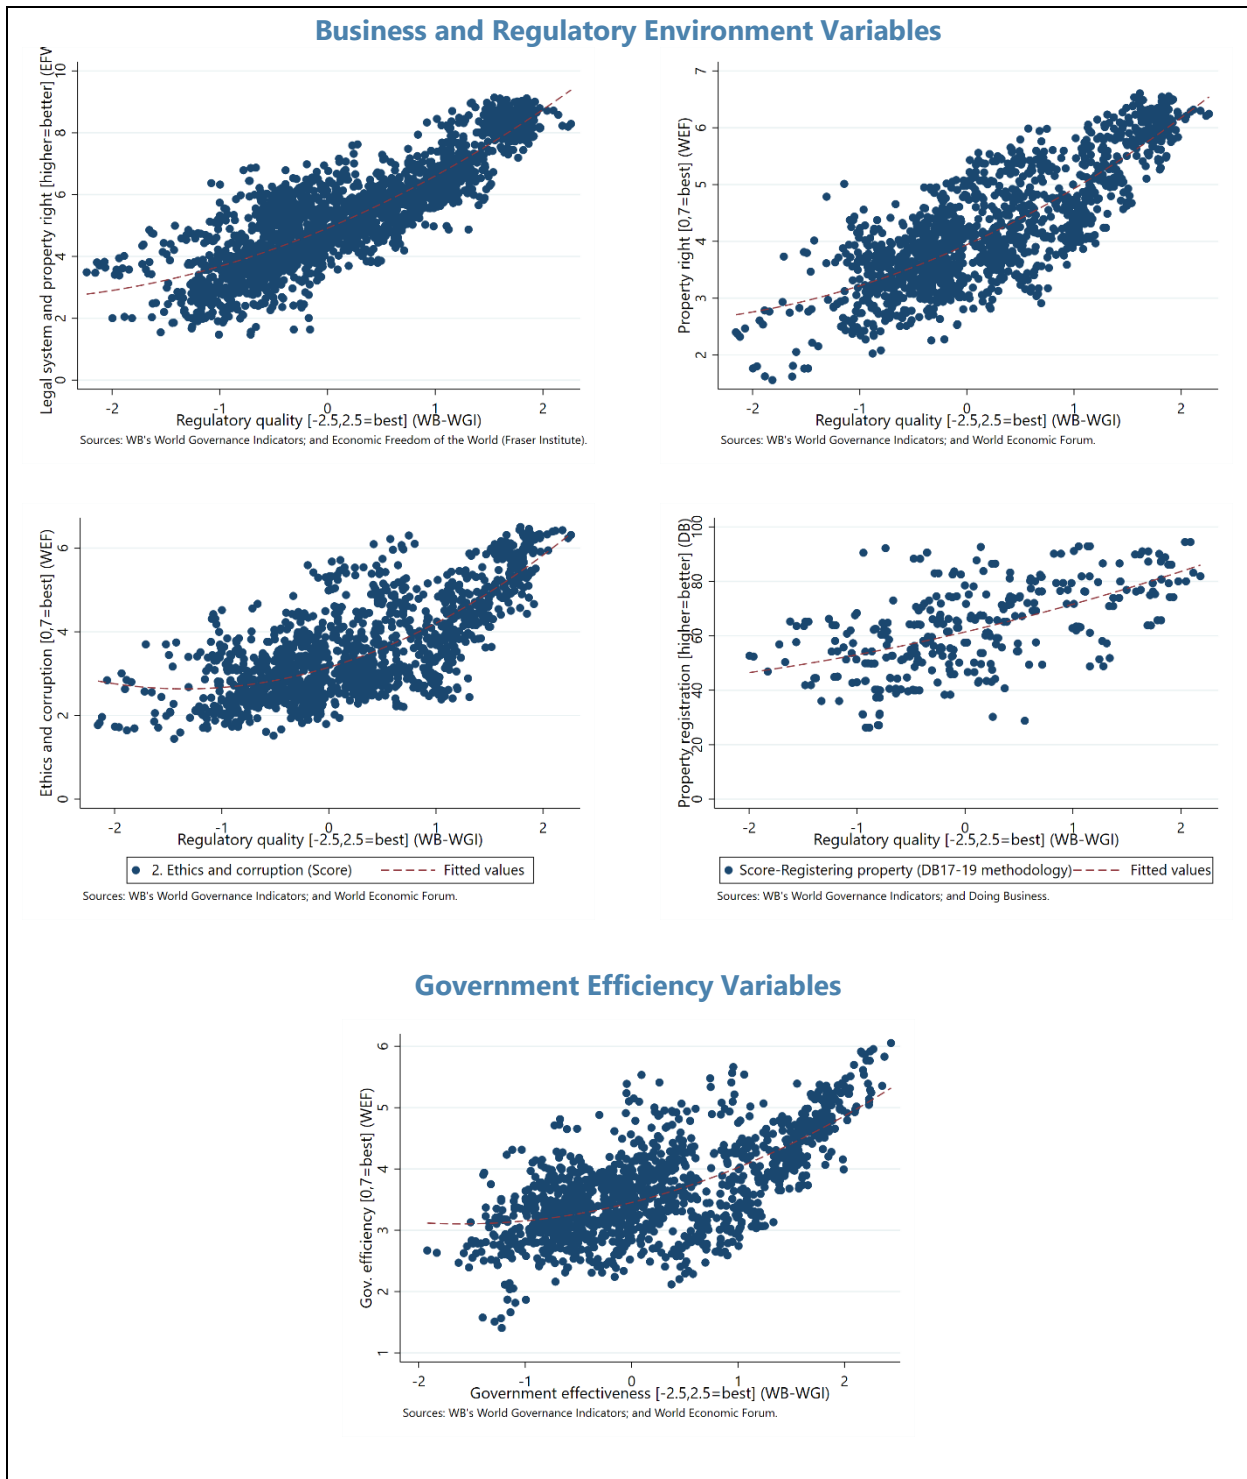 Business and Regulatory Environment Variables
Legal system and property right [higher=better] (EFW
0
2
4
6
8
10
-2
-1
0
1
2
Regulatory quality [-2.5,2.5=best] (WB-WGI)
Sources: WB's World Governance Indicators; and Economic Freedom of the World (Fraser Institute).
Property right [0,7=best] (WEF)
2
3
4
5
6
7
-2
-1
0
1
2
Regulatory quality [-2.5,2.5=best] (WB-WGI)
Sources: WB's World Governance Indicators; and World Economic Forum.
Ethics and corruption [0,7=best] (WEF)
0
2
4
6
-2
-1
0
1
2
Regulatory quality [-2.5,2.5=best] (WB-WGI)
2. Ethics and corruption (Score)
Fitted values
Sources: WB's World Governance Indicators; and World Economic Forum.
Property registration [higher=better] (DB)
0
20
40
60
80
100
-2
-1
0
1
2
Regulatory quality [-2.5,2.5=best] (WB-WGI)
Score-Registering property (DB17-19 methodology)
Fitted values
Sources: WB's World Governance Indicators; and Doing Business.
Government Efficiency Variables
Gov. efficiency [0,7=best] (WEF)
1
2
3
4
5
6
-2
-1
0
1
2
Government effectiveness [-2.5,2.5=best] (WB-WGI)
Sources: WB's World Governance Indicators; and World Economic Forum.